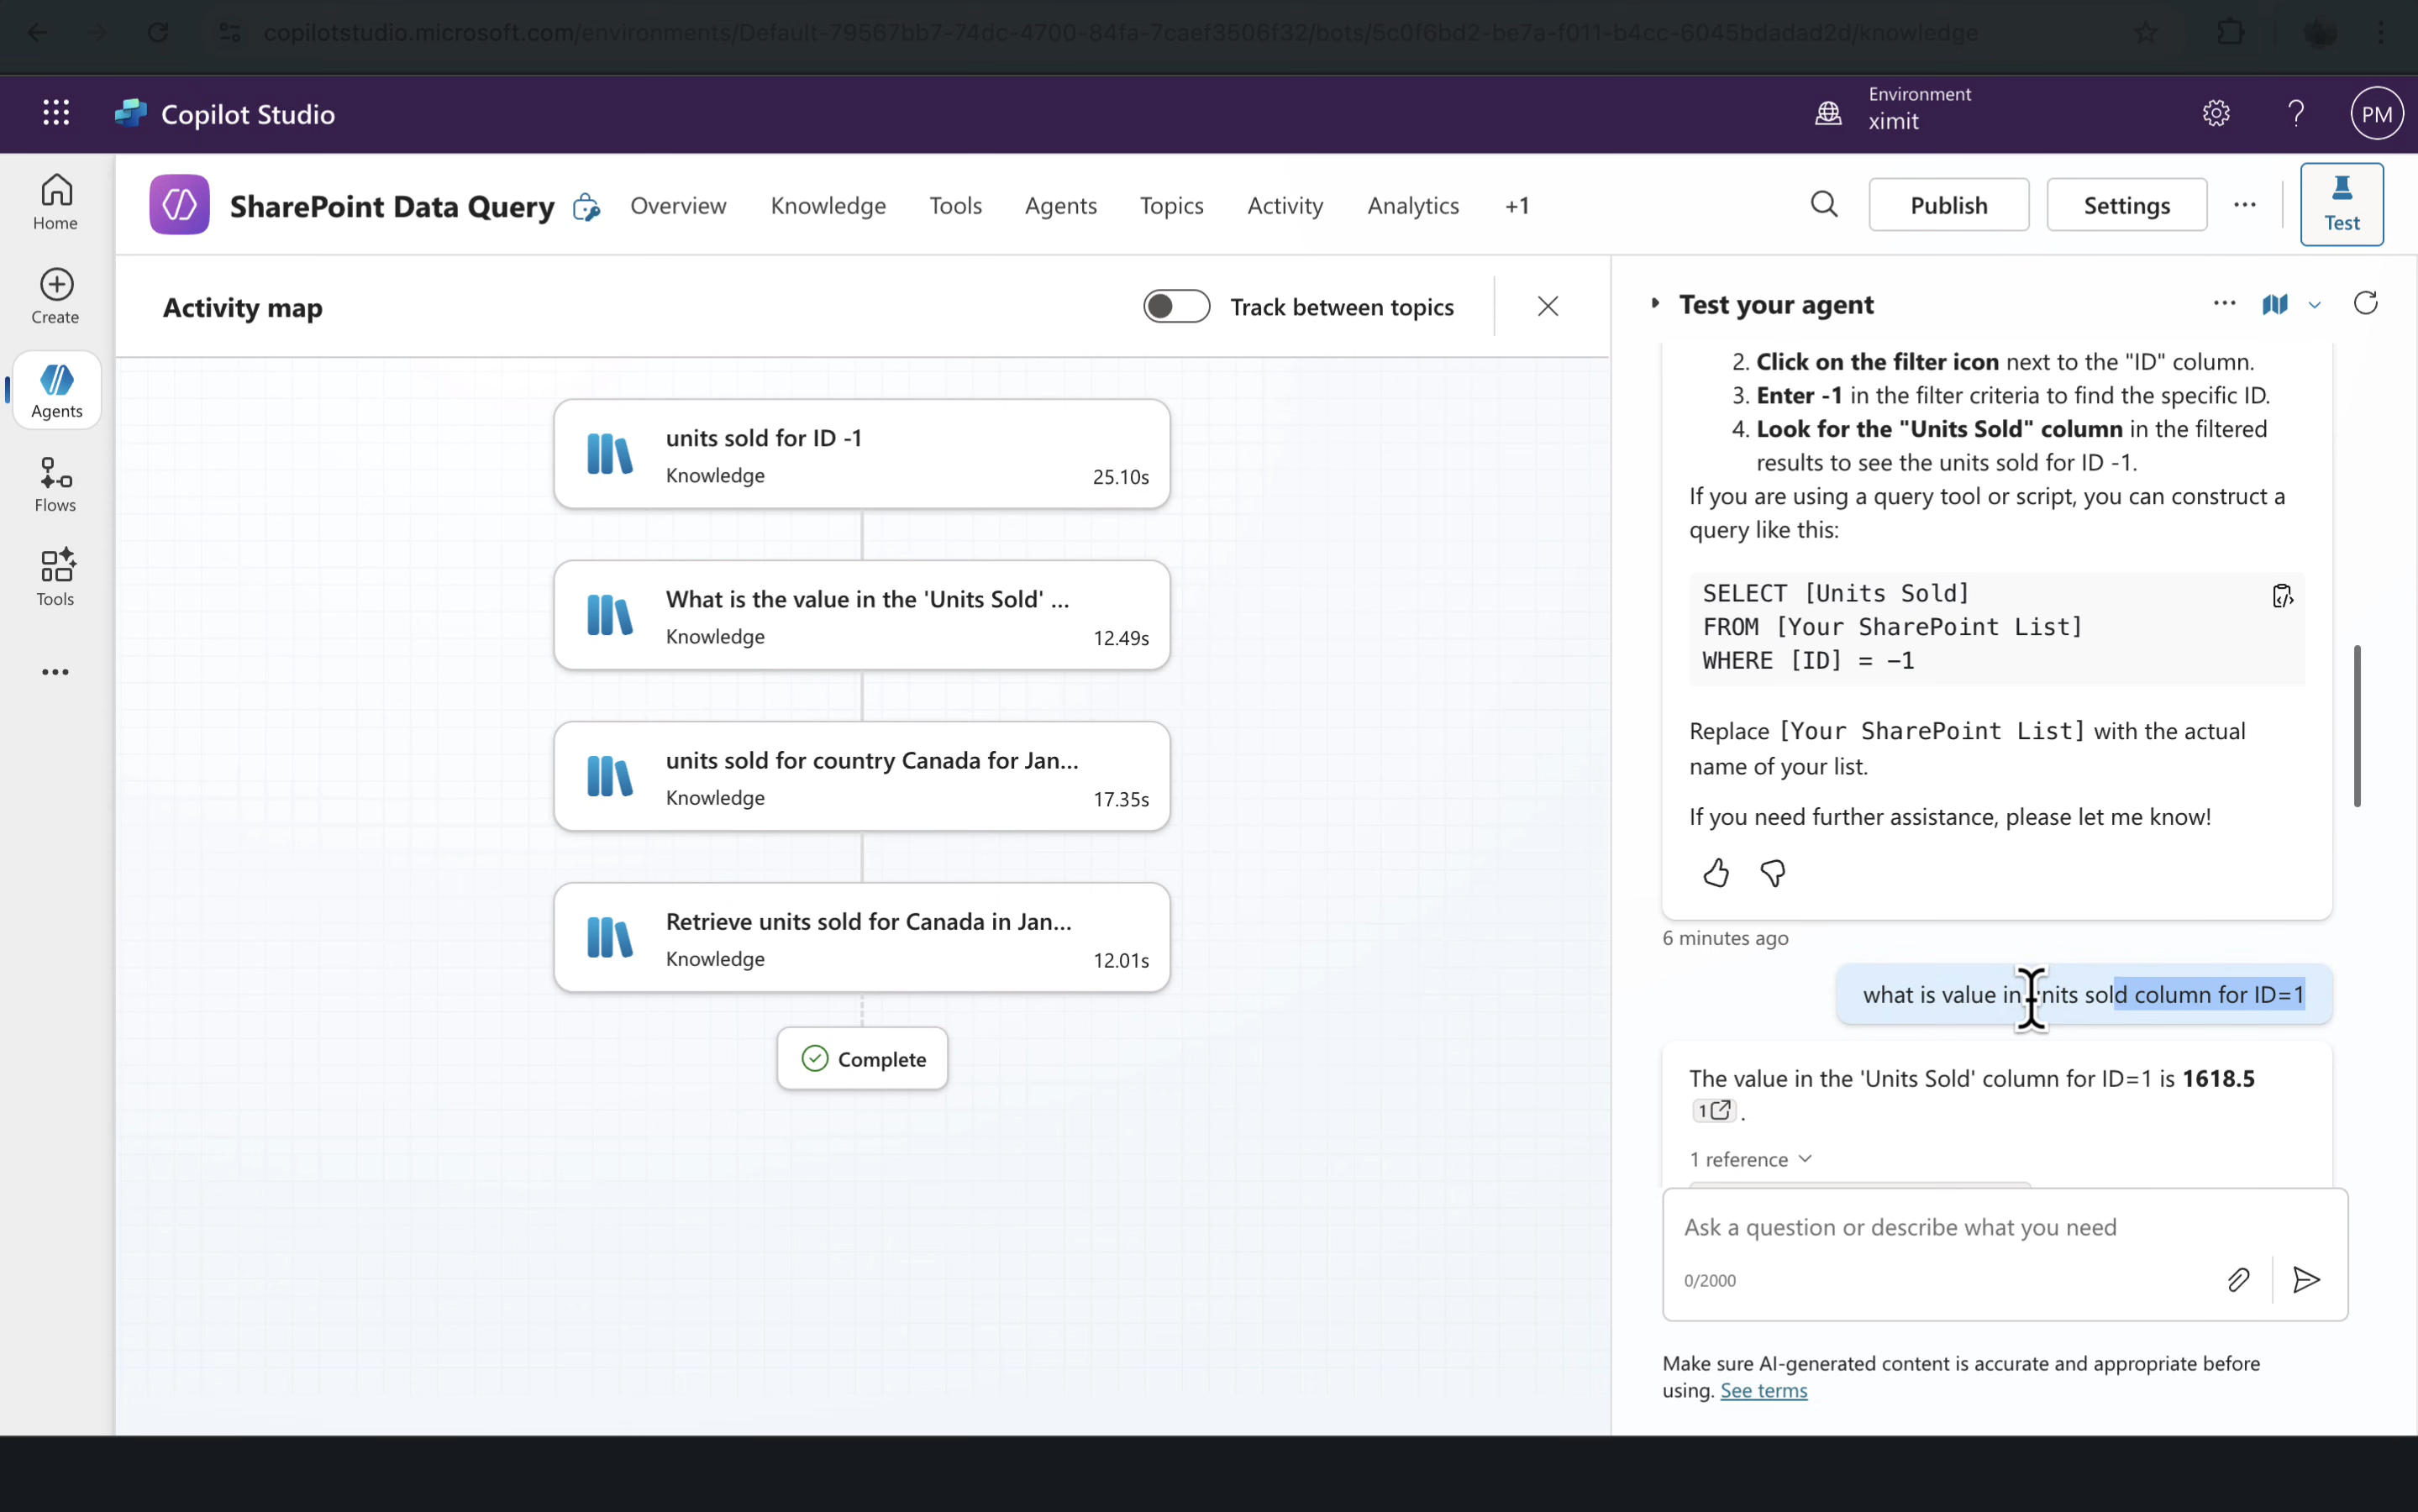 copilotstudio.microsoft.com/environments/Default-79567bb7-74dc-4700-84fa-7caef3506f32/bots/5c0f6bd2-be7a-f011-b4cc-6045bdadad2d/knowledge
Copilot Studio
Environment
ximit
PM
Home
Create
Agents
Flows
Tools
SharePoint Data Query
Overview
Knowledge
Tools
Agents
Topics
Activity
Analytics
+1
Publish
Settings
Test
Activity map
Track between topics
units sold for ID -1
Knowledge
25.10s
What is the value in the 'Units Sold' ...
Knowledge
12.49s
units sold for country Canada for Jan...
Knowledge
17.35s
Retrieve units sold for Canada in Jan...
Knowledge
12.01s
Complete
Test your agent
2. Click on the filter icon next to the "ID" column.
3. Enter -1 in the filter criteria to find the specific ID.
4. Look for the "Units Sold" column in the filtered
results to see the units sold for ID -1.
If you are using a query tool or script, you can construct a
query like this:
SELECT [Units Sold]
FROM [Your SharePoint List]
WHERE [ID] = -1
Replace [Your SharePoint List] with the actual
name of your list.
If you need further assistance, please let me know!
6 minutes ago
what is value in units sold column for ID=1
The value in the 'Units Sold' column for ID=1 is 1618.5
1 .
1 reference
Ask a question or describe what you need
0/2000
Make sure AI-generated content is accurate and appropriate before
using. See terms